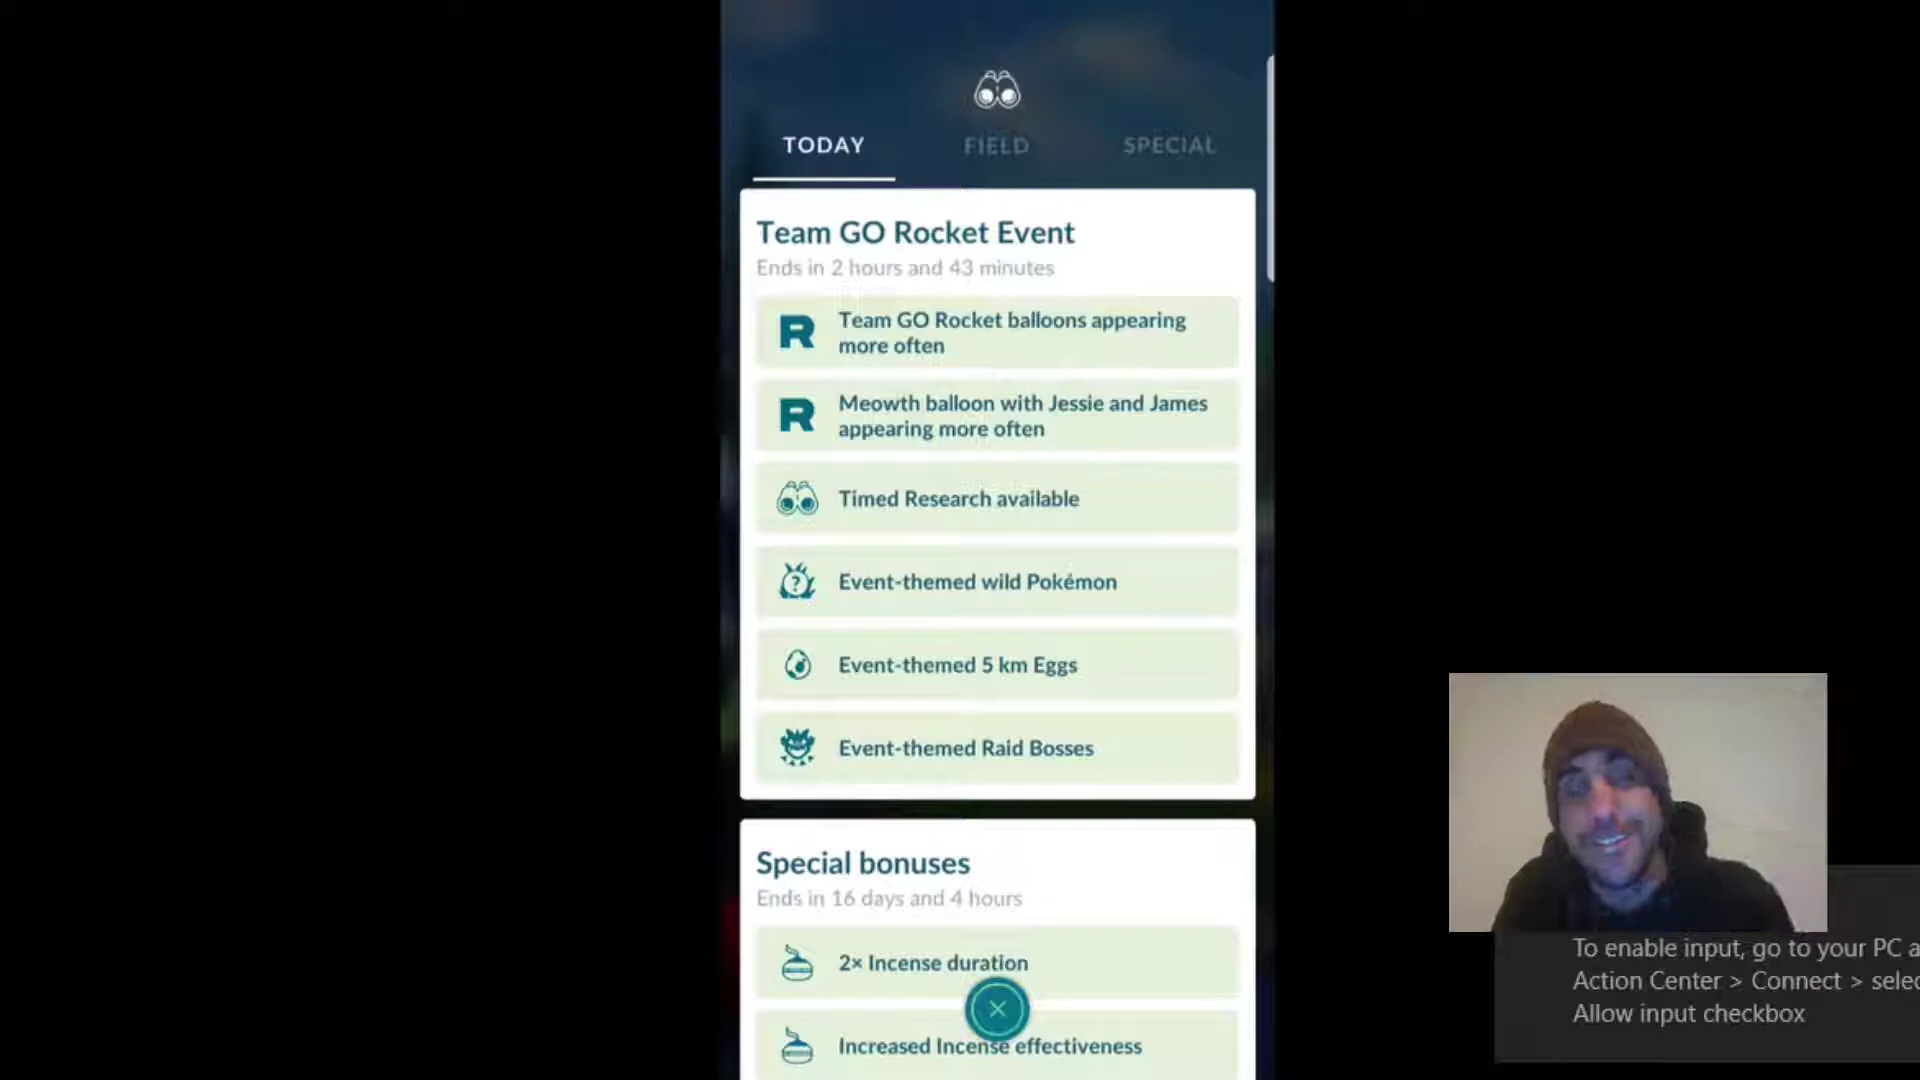 TODAY
FIELD
SPECIAL
Team GO Rocket Event
Ends in 2 hours and 43 minutes
R
Team GO Rocket balloons appearing
more often
R
Meowth balloon with Jessie and James
appearing more often
Timed Research available
?
Event-themed wild Pokémon
Event-themed 5 km Eggs
Event-themed Raid Bosses
Special bonuses
Ends in 16 days and 4 hours
2× Incense duration
Increased Incense effectiveness
To enable input, go to your PC a
Action Center > Connect > selec
Allow input checkbox